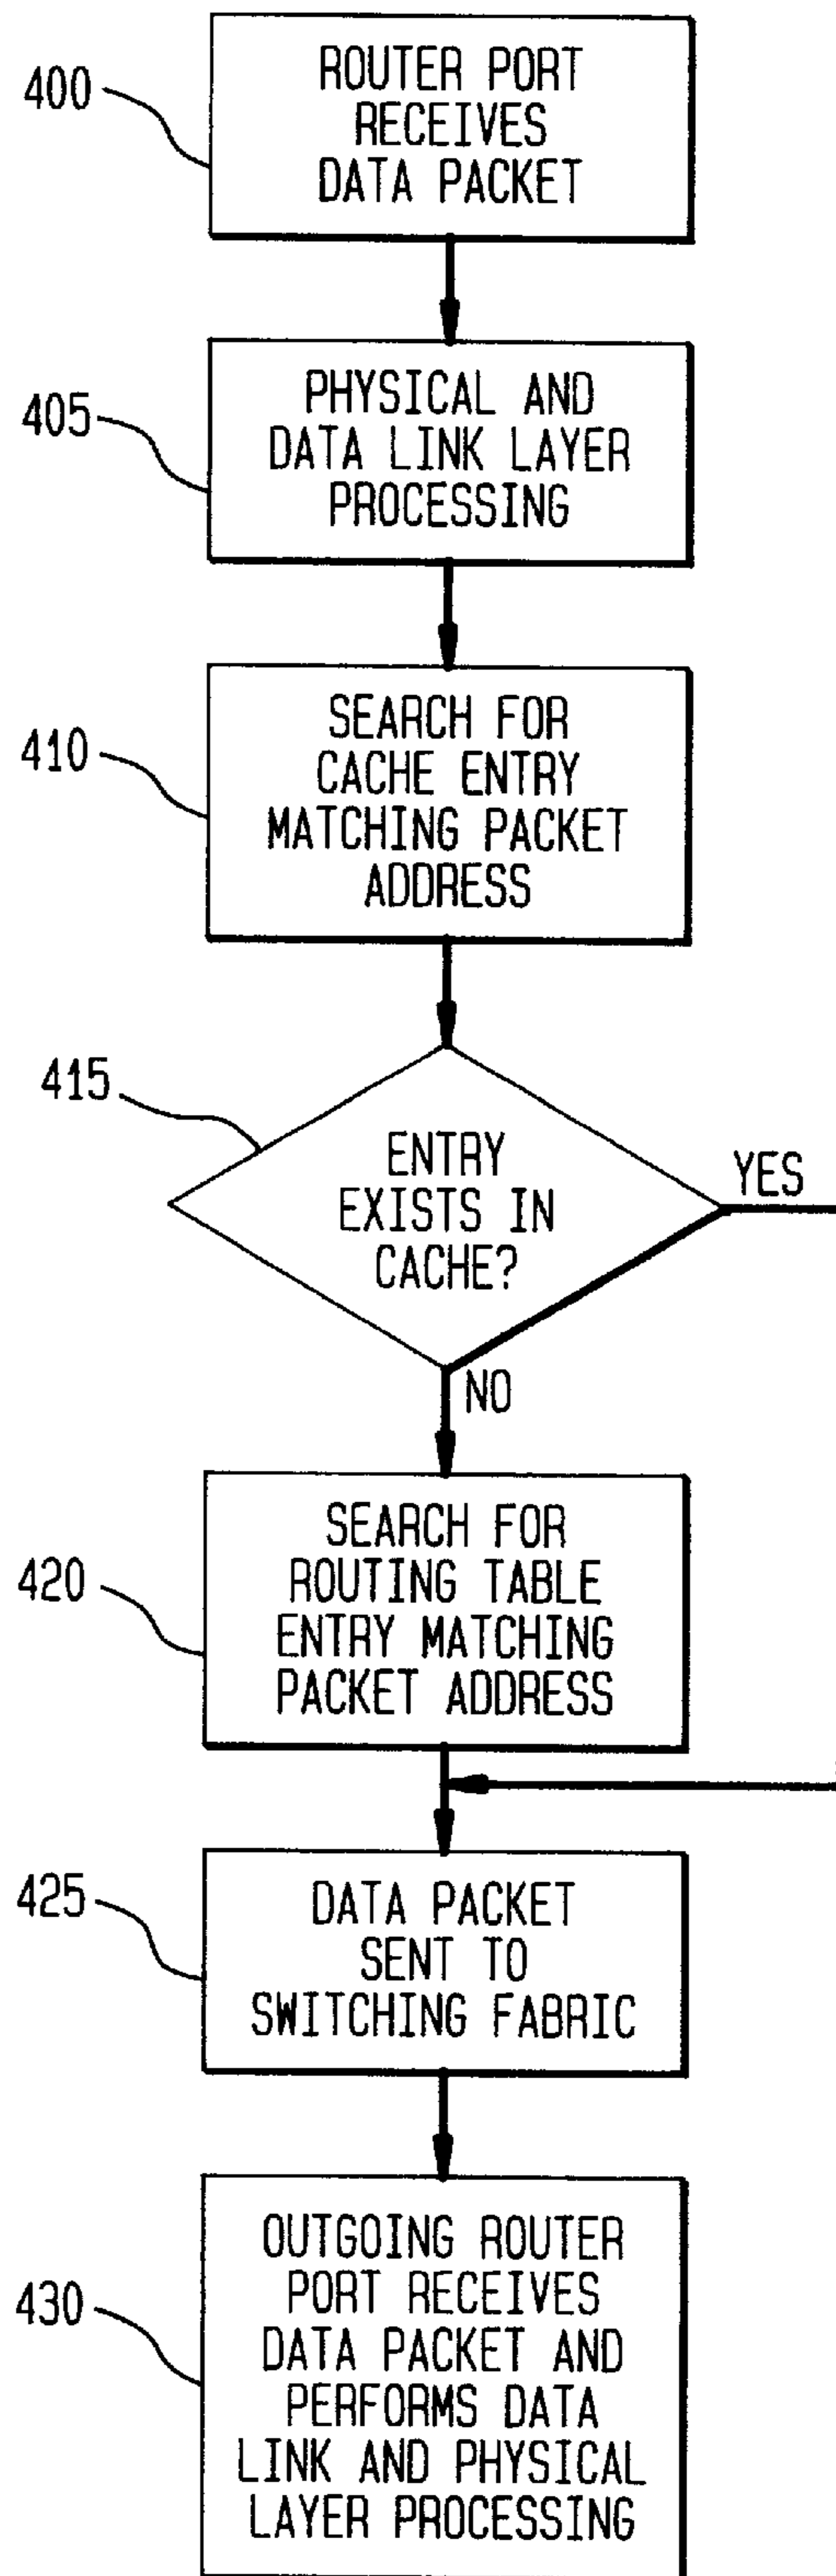 400
ROUTER PORT
RECEIVES
DATA PACKET
405
PHYSICAL AND
DATA LINK LAYER
PROCESSING
410
SEARCH FOR
CACHE ENTRY
MATCHING PACKET
ADDRESS
415
ENTRY
EXISTS IN
CACHE?
YES
NO
420
SEARCH FOR
ROUTING TABLE
ENTRY MATCHING
PACKET ADDRESS
425
DATA PACKET
SENT TO
SWITCHING FABRIC
430
OUTGOING ROUTER
PORT RECEIVES
DATA PACKET AND
PERFORMS DATA
LINK AND PHYSICAL
LAYER PROCESSING